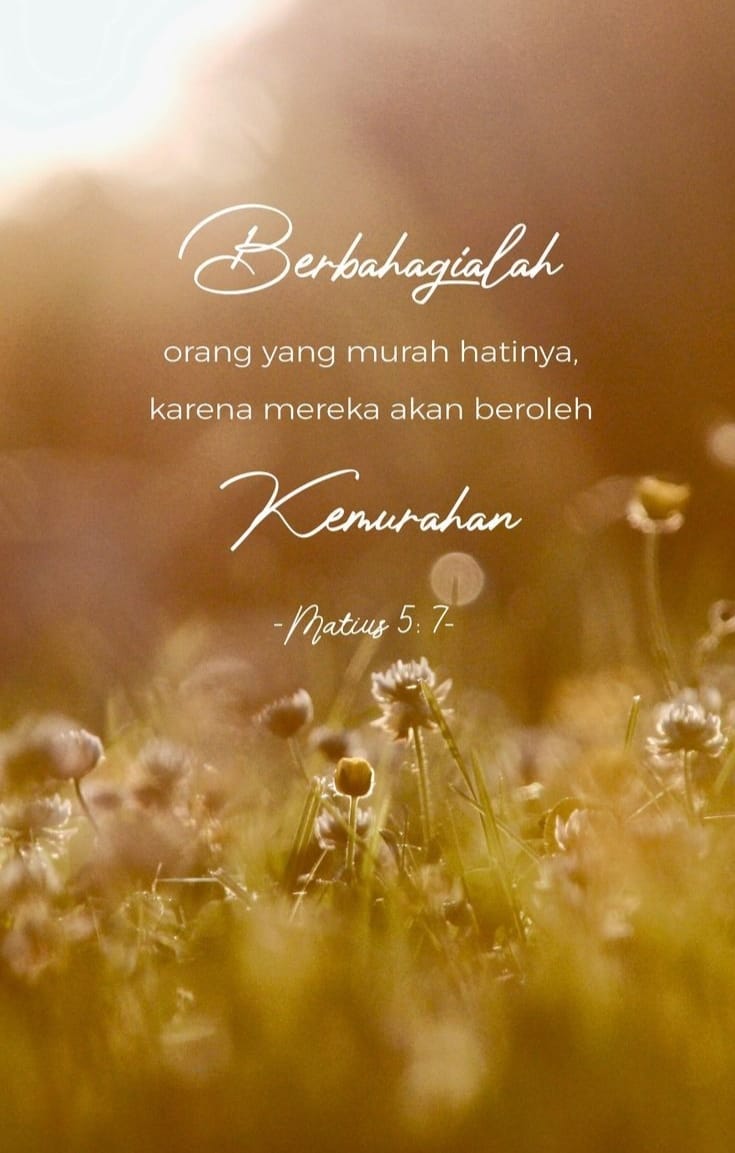 Berbahagialah
orang yang murah hatinya,
karena mereka akan beroleh
Kemurahan
-Matius 5: 7-